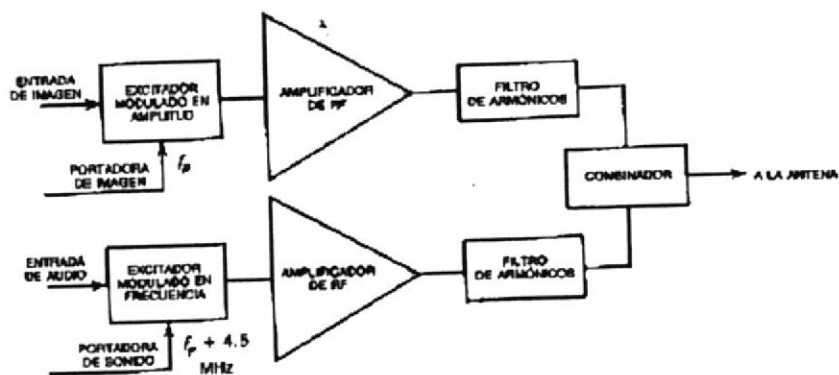 ENTRADA
DE IMAGEN
EXCITADOR
MODULADO EN
AMPLITUD
PORTADORA
DE IMAGEN
fp
AMPLIFICADOR
DE RF
FILTRO
DE ARMÓNICOS
COMBINADOR
A LA ANTENA
ENTRADA
DE AUDIO
EXCITADOR
MODULADO EN
FRECUENCIA
PORTADORA
DE SONIDO
fp + 4.5
MHz
AMPLIFICADOR
DE RF
FILTRO
DE ARMÓNICOS